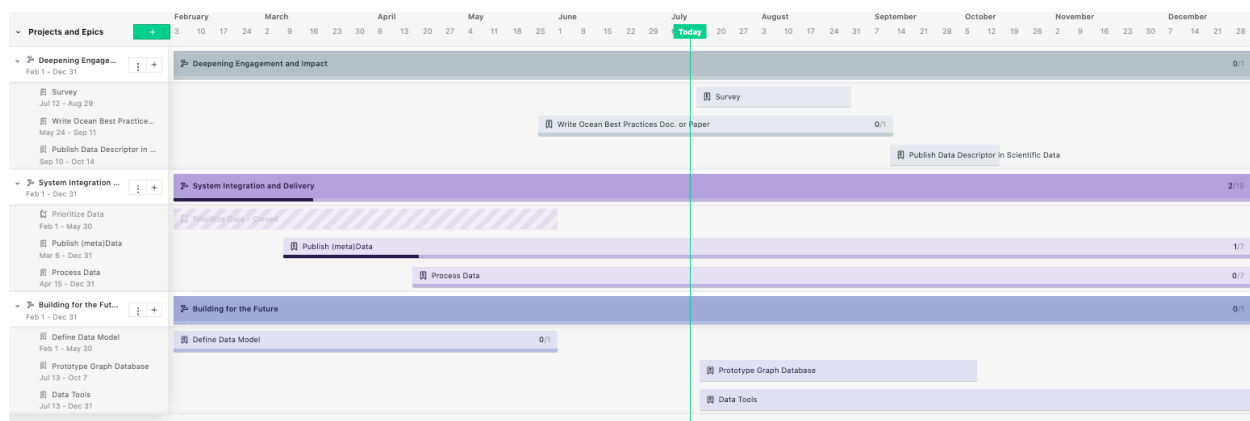 February March April May June July August September October November December
Projects and Epics + 3 10 17 24 2 9 16 23 30 6 13 20 27 4 11 18 25 1 8 15 22 29 Today 20 27 3 10 17 24 31 7 14 21 28 5 12 19 26 2 9 16 23 30 7 14 21 28
Deepening Engage... + Deepening Engagement and Impact 0/1
Feb 1 - Dec 31
Survey Survey
Jul 12 - Aug 29
Write Ocean Best Practice... Write Ocean Best Practices Doc. or Paper 0/1
May 24 - Sep 11
Publish Data Descriptor in ... Publish Data Descriptor in Scientific Data
Sep 10 - Oct 14
System Integration ... + System Integration and Delivery 2/15
Feb 1 - Dec 31
Prioritize Data Prioritize Data - Closed
Feb 1 - May 30
Publish (meta)Data Publish (meta)Data 1/7
Mar 6 - Dec 31
Process Data Process Data 0/7
Apr 15 - Dec 31
Building for the Fut... + Building for the Future 0/1
Feb 1 - Dec 31
Define Data Model Define Data Model 0/1
Feb 1 - May 30
Prototype Graph Database Prototype Graph Database
Jul 13 - Oct 7
Data Tools Data Tools
Jul 13 - Dec 31